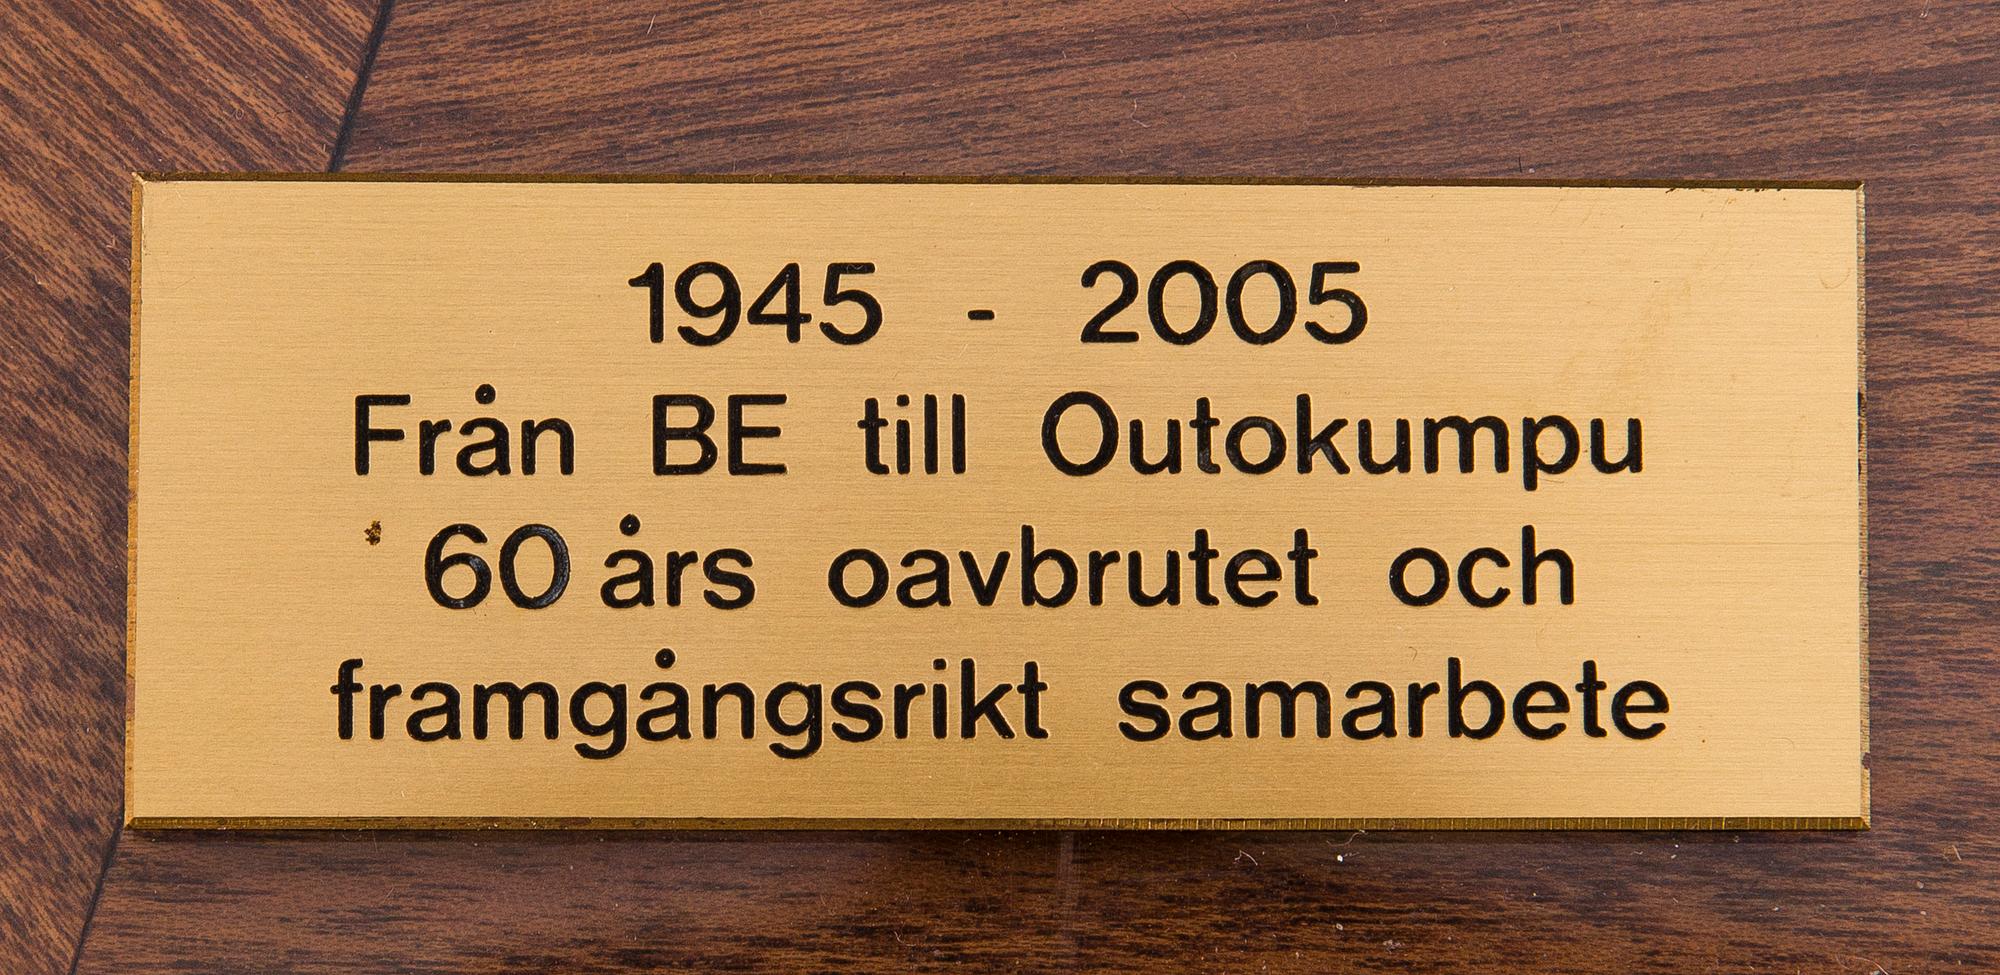 1945 - 2005
Från BE till Outokumpu
60 års oavbrutet och
framgångsrikt samarbete